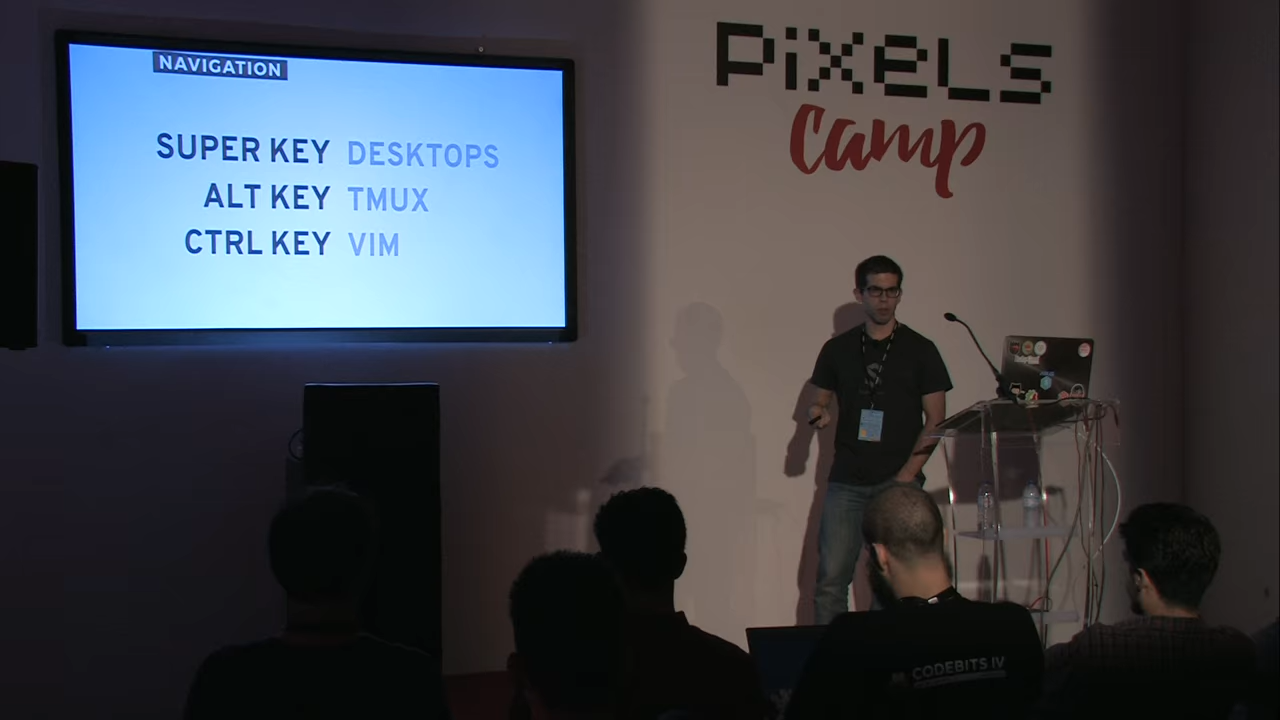 NAVIGATION
SUPER KEY DESKTOPS
ALT KEY TMUX
CTRL KEY VIM
PIXELS
Camp
CODEBITS IV